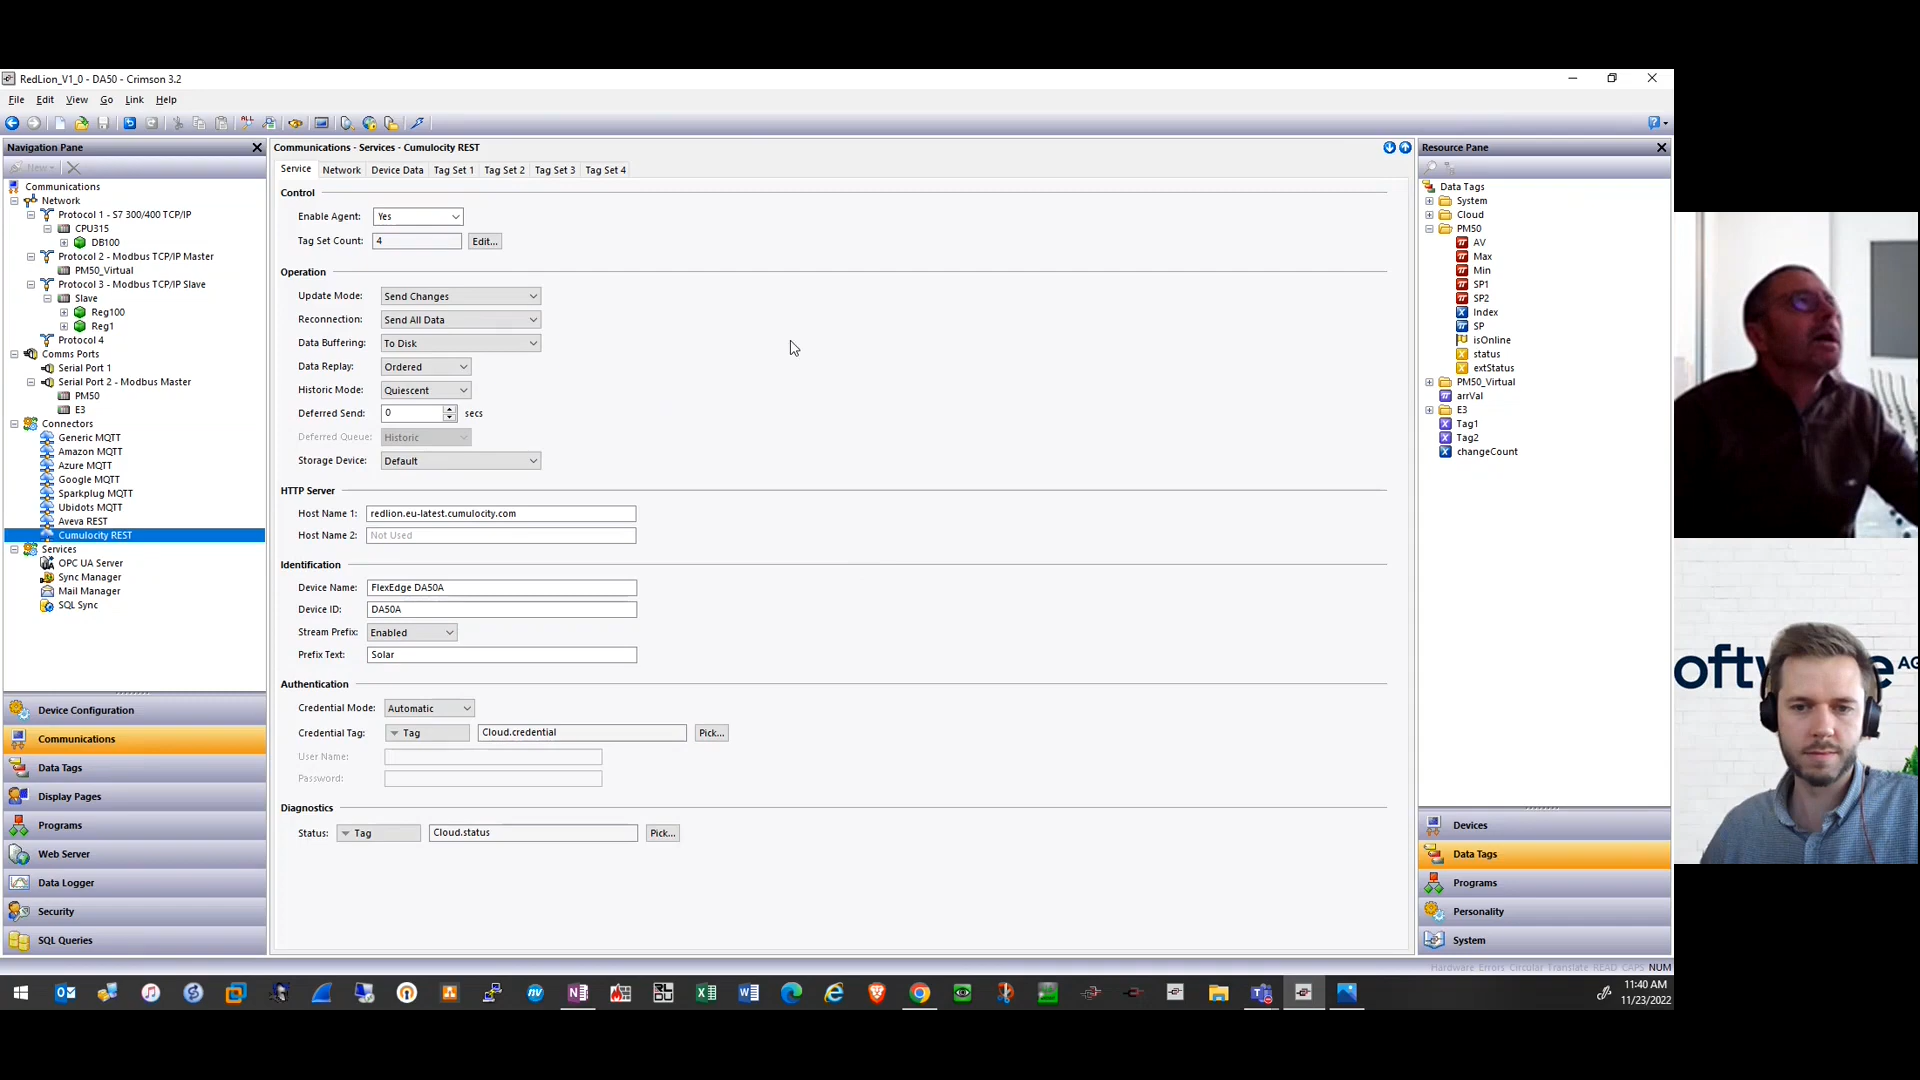 RedLion_V1_0 - DA50 - Crimson 3.2
File Edit View Go Link Help
Navigation Pane
New
Communications
Network
Protocol 1 - S7 300/400 TCP/IP
CPU315
DB100
Protocol 2 - Modbus TCP/IP Master
PM50_Virtual
Protocol 3 - Modbus TCP/IP Slave
Slave
Reg100
Reg1
Protocol 4
Comms Ports
Serial Port 1
Serial Port 2 - Modbus Master
PM50
E3
Connectors
Generic MQTT
Amazon MQTT
Azure MQTT
Google MQTT
Sparkplug MQTT
Ubidots MQTT
Aveva REST
Cumulocity REST
Services
OPC UA Server
Sync Manager
Mail Manager
SQL Sync
Device Configuration
Communications
Data Tags
Display Pages
Programs
Web Server
Data Logger
Security
SQL Queries
Communications - Services - Cumulocity REST
Service Network Device Data Tag Set 1 Tag Set 2 Tag Set 3 Tag Set 4
Control
Enable Agent: Yes
Tag Set Count: 4 Edit...
Operation
Update Mode: Send Changes
Reconnection: Send All Data
Data Buffering: To Disk
Data Replay: Ordered
Historic Mode: Quiescent
Deferred Send: 0 secs
Deferred Queue: Historic
Storage Device: Default
HTTP Server
Host Name 1: redlion.eu-latest.cumulocity.com
Host Name 2: Not Used
Identification
Device Name: FlexEdge DA50A
Device ID: DA50A
Stream Prefix: Enabled
Prefix Text: Solar
Authentication
Credential Mode: Automatic
Credential Tag: Tag Cloud.credential Pick...
User Name:
Password:
Diagnostics
Status: Tag Cloud.status Pick...
Resource Pane
Data Tags
System
Cloud
PM50
AV
Max
Min
SP1
SP2
Index
SP
isOnline
status
extStatus
PM50_Virtual
arrVal
E3
Tag1
Tag2
changeCount
Devices
Data Tags
Programs
Personality
System
Hardware Errors Circular Translate READ CAPS NUM
11:40 AM
11/23/2022
oftw e AG